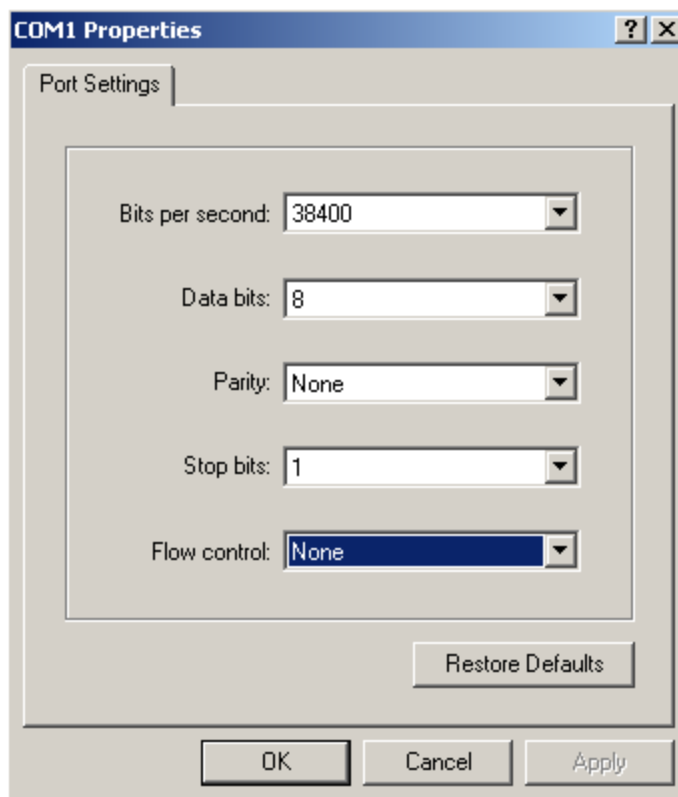 COM1 Properties
Port Settings
Bits per second: 38400
Data bits: 8
Parity: None
Stop bits: 1
Flow control: None
Restore Defaults
OK Cancel Apply